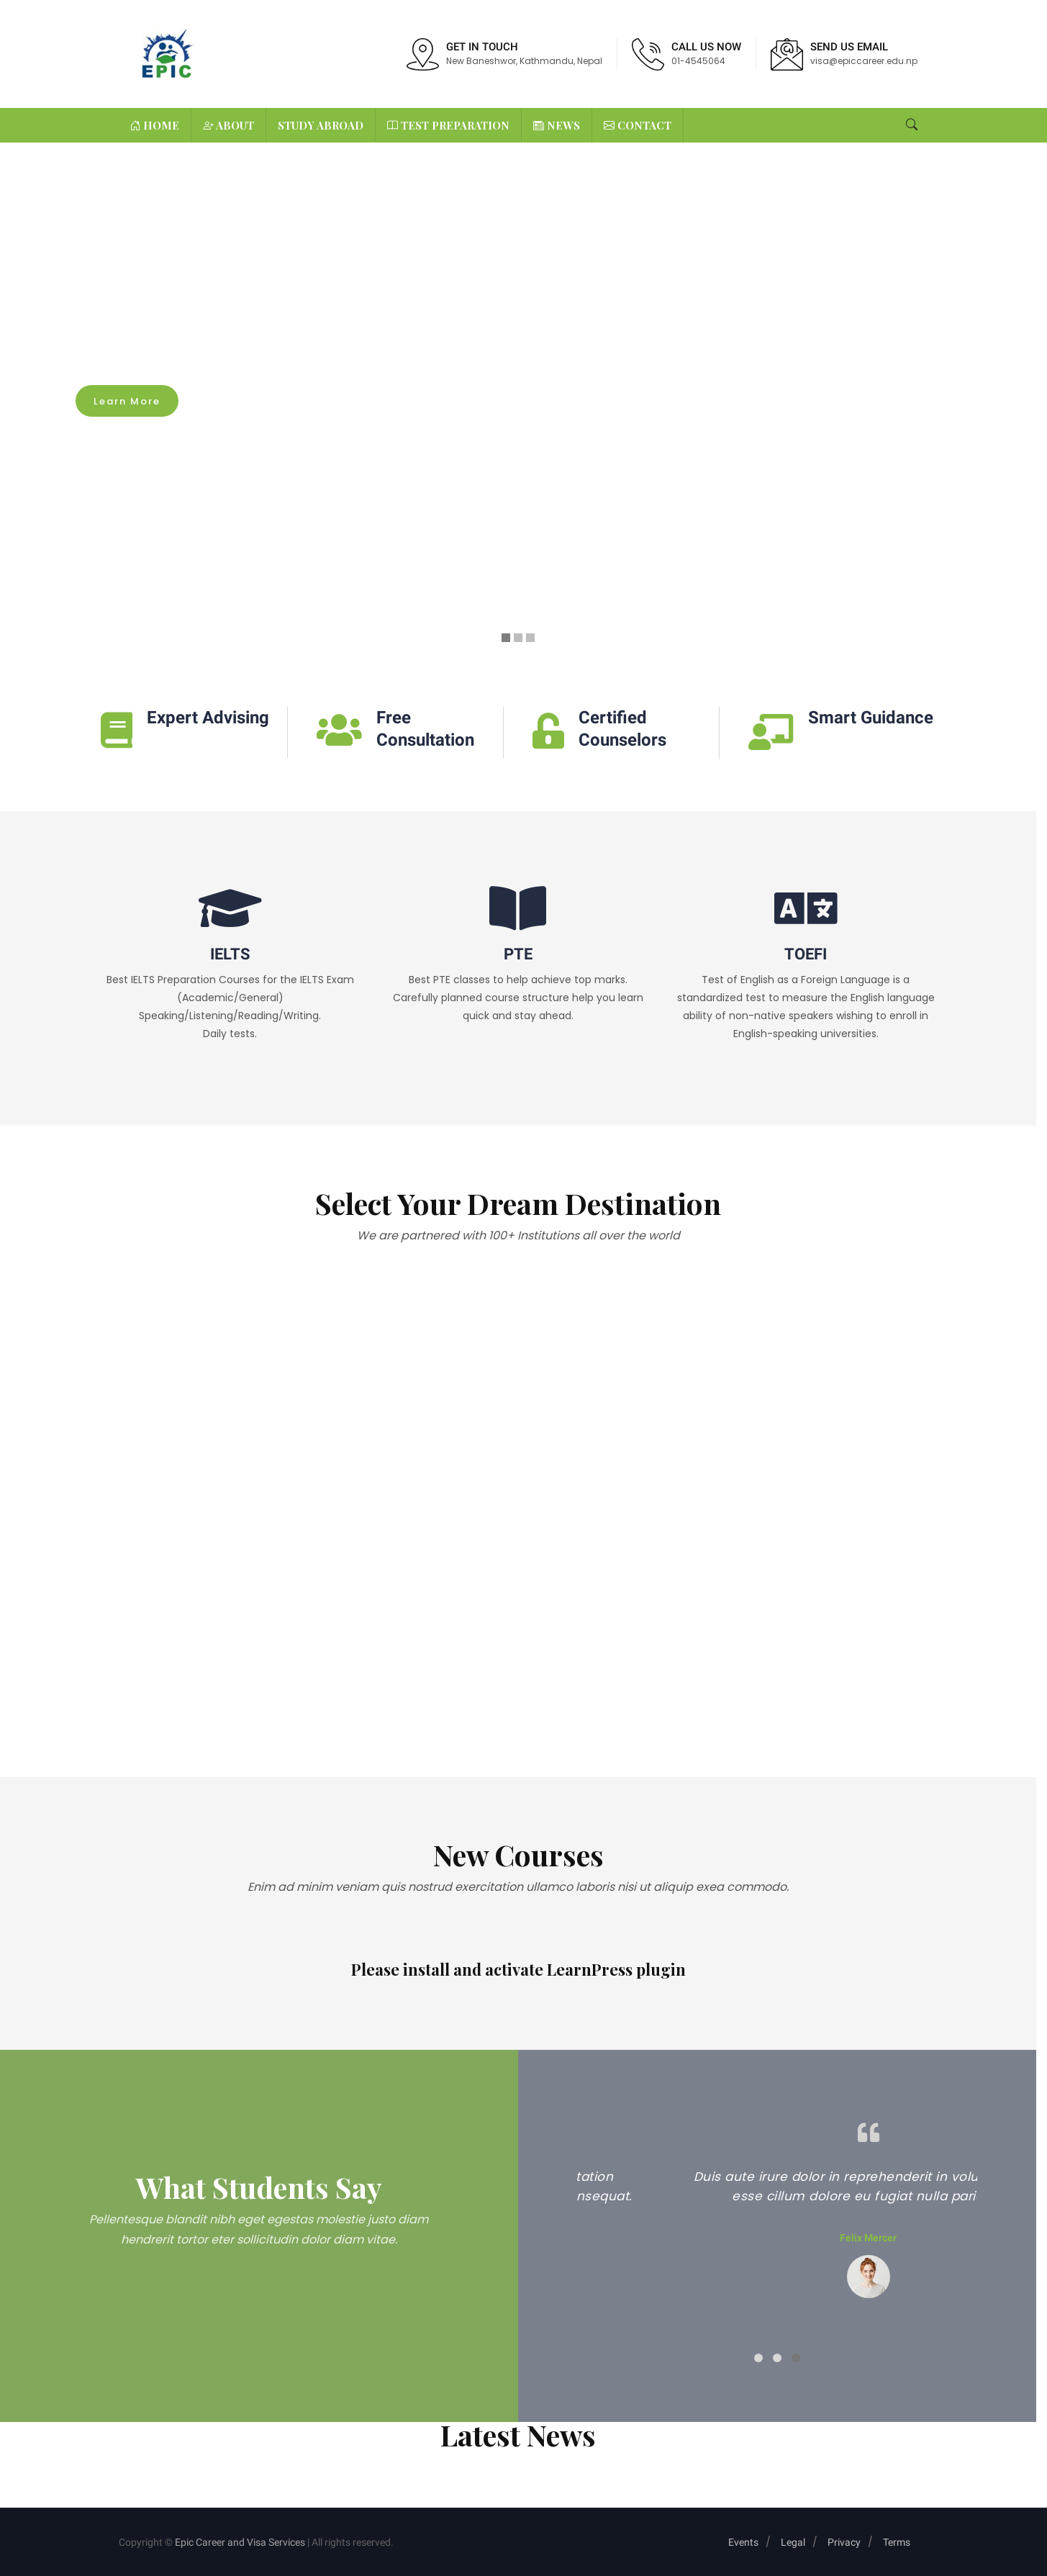 EPIC
GET IN TOUCH
New Baneshwor, Kathmandu, Nepal
CALL US NOW
01-4545064
SEND US EMAIL
visa@epiccareer.edu.np
HOME
ABOUT
STUDY ABROAD
TEST PREPARATION
NEWS
CONTACT
Learn More
Expert Advising
Free
Consultation
Certified
Counselors
Smart Guidance
IELTS
Best IELTS Preparation Courses for the IELTS Exam
(Academic/General)
Speaking/Listening/Reading/Writing.
Daily tests.
PTE
Best PTE classes to help achieve top marks.
Carefully planned course structure help you learn
quick and stay ahead.
A
TOEFl
Test of English as a Foreign Language is a
standardized test to measure the English language
ability of non-native speakers wishing to enroll in
English-speaking universities.
Select Your Dream Destination
We are partnered with 100+ Institutions all over the world
New Courses
Enim ad minim veniam quis nostrud exercitation ullamco laboris nisi ut aliquip exea commodo.
Please install and activate LearnPress plugin
What Students Say
Pellentesque blandit nibh eget egestas molestie justo diam
hendrerit tortor eter sollicitudin dolor diam vitae.
tation
nsequat.
Duis aute irure dolor in reprehenderit in volu
esse cillum dolore eu fugiat nulla pari
Felix Mercer
Latest News
Copyright © Epic Career and Visa Services | All rights reserved.
Events / Legal / Privacy / Terms